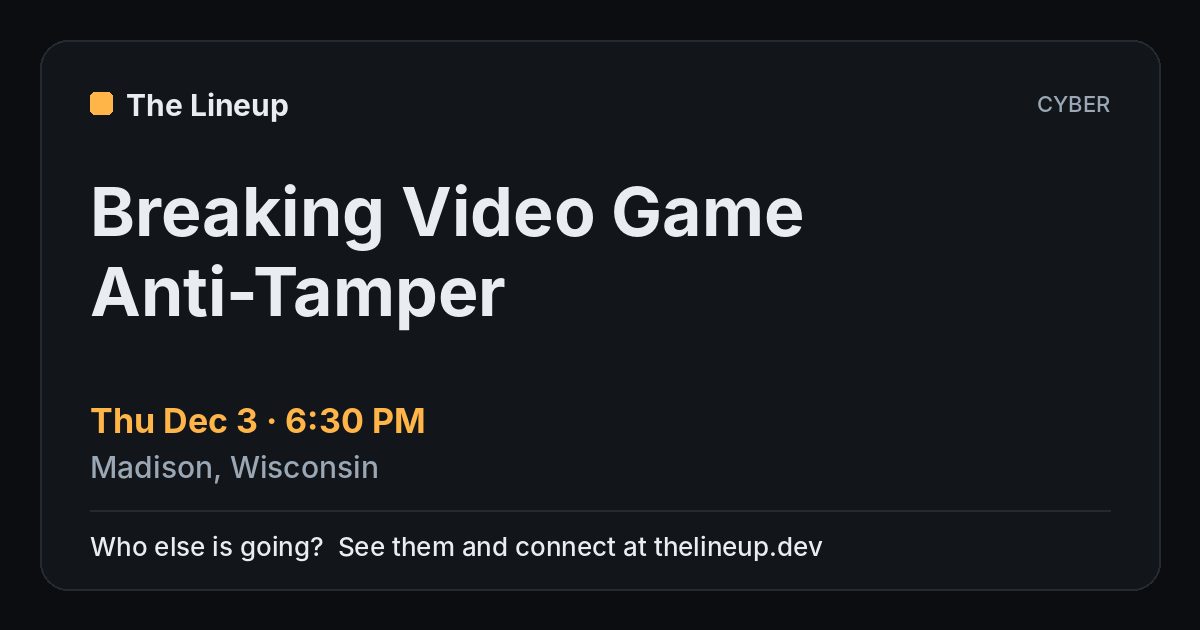 The Lineup
CYBER
Breaking Video Game
Anti-Tamper
Thu Dec 3 · 6:30 PM
Madison, Wisconsin
Who else is going? See them and connect at thelineup.dev